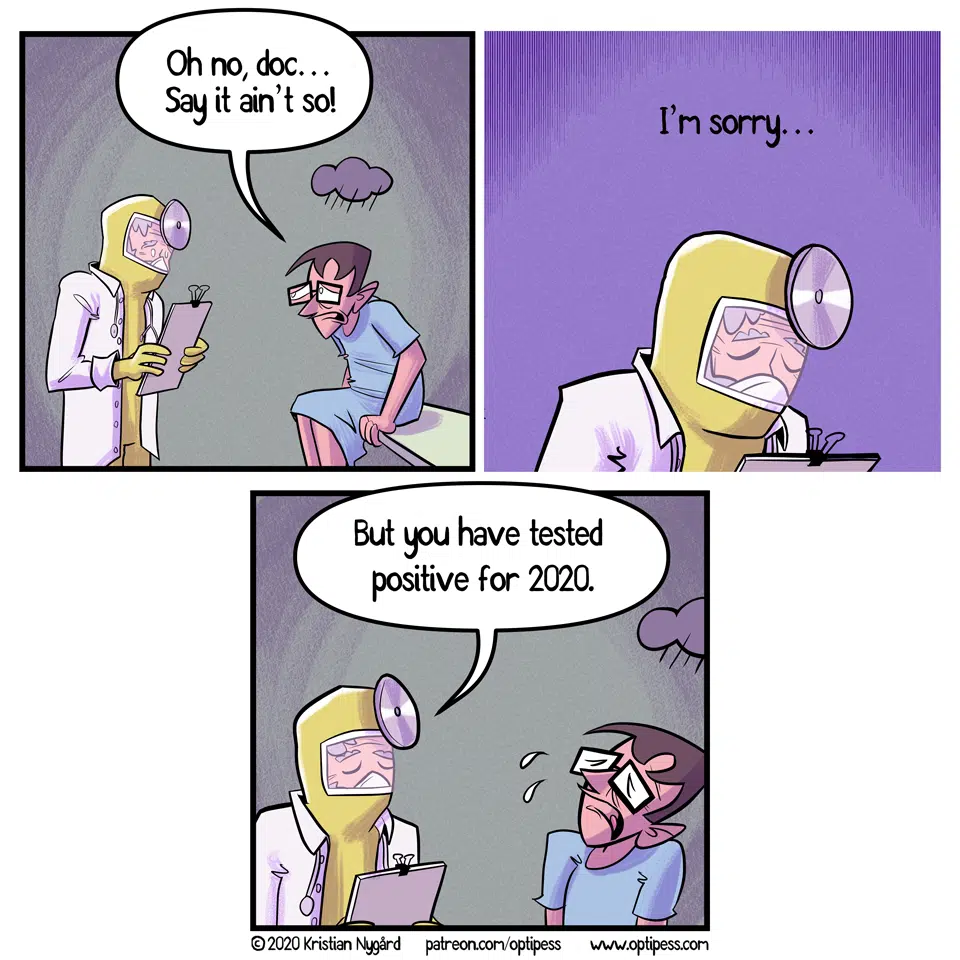 Oh no, doc...
Say it ain't so!
I'm sorry...
But you have tested
positive for 2020.
© 2020 Kristian Nygård patreon.com/optipess www.optipess.com